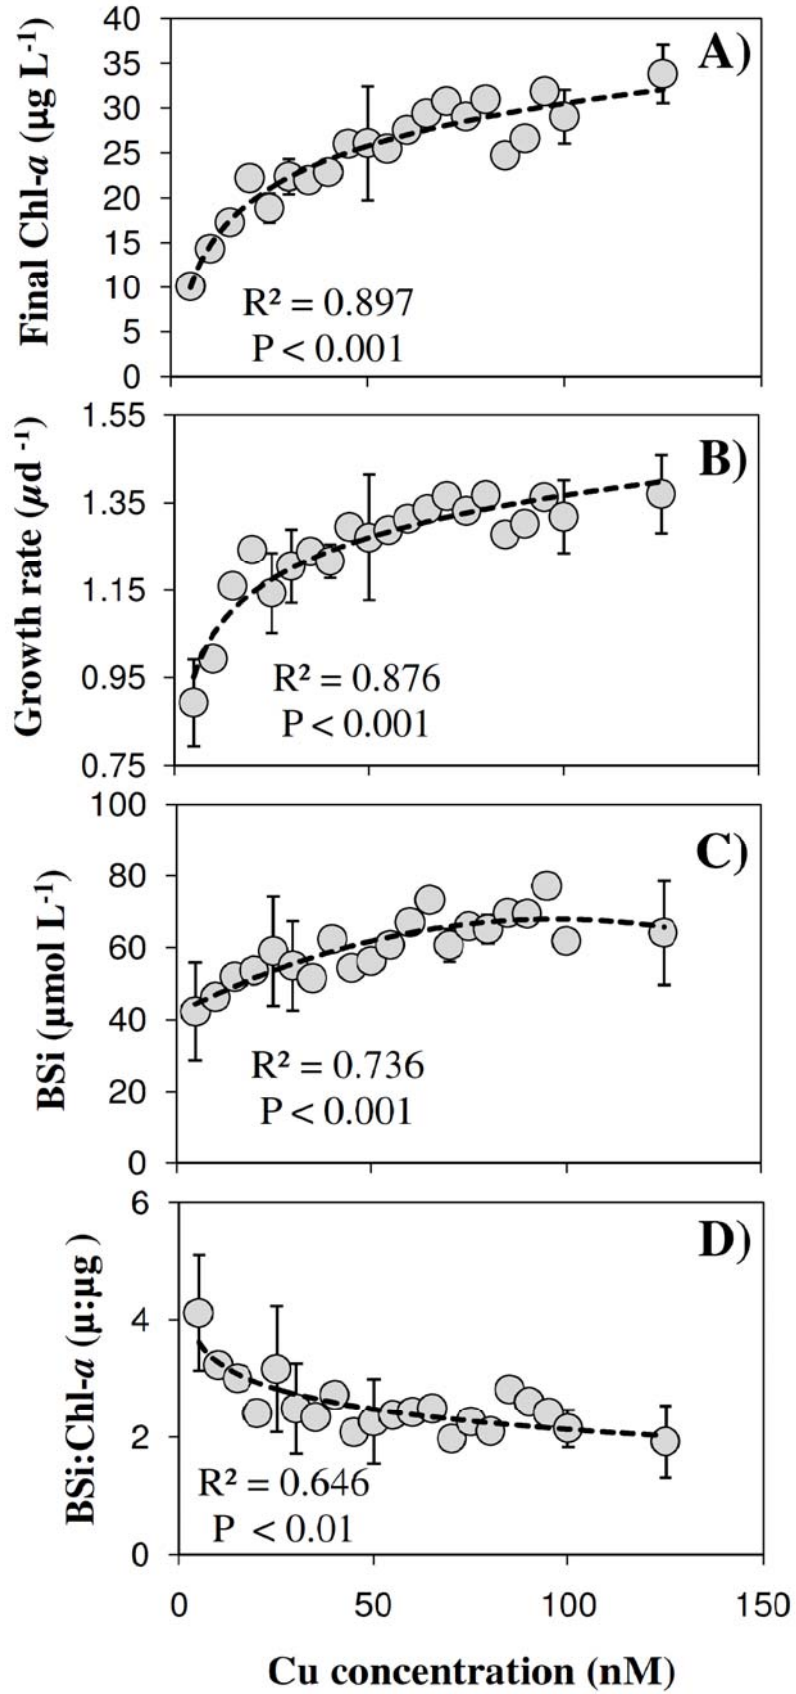 A)
Final Chl-a (µg L-1)
40
35
30
25
20
15
10
5
0
R² = 0.897
P < 0.001
B)
Growth rate (µd -1)
1.55
1.35
1.15
0.95
0.75
R² = 0.876
P < 0.001
C)
BSi (µmol L-1)
100
80
60
40
20
0
R² = 0.736
P < 0.001
D)
BSi:Chl-a (µ:µg )
6
4
2
0
R² = 0.646
P < 0.01
0 50 100 150
Cu concentration (nM)